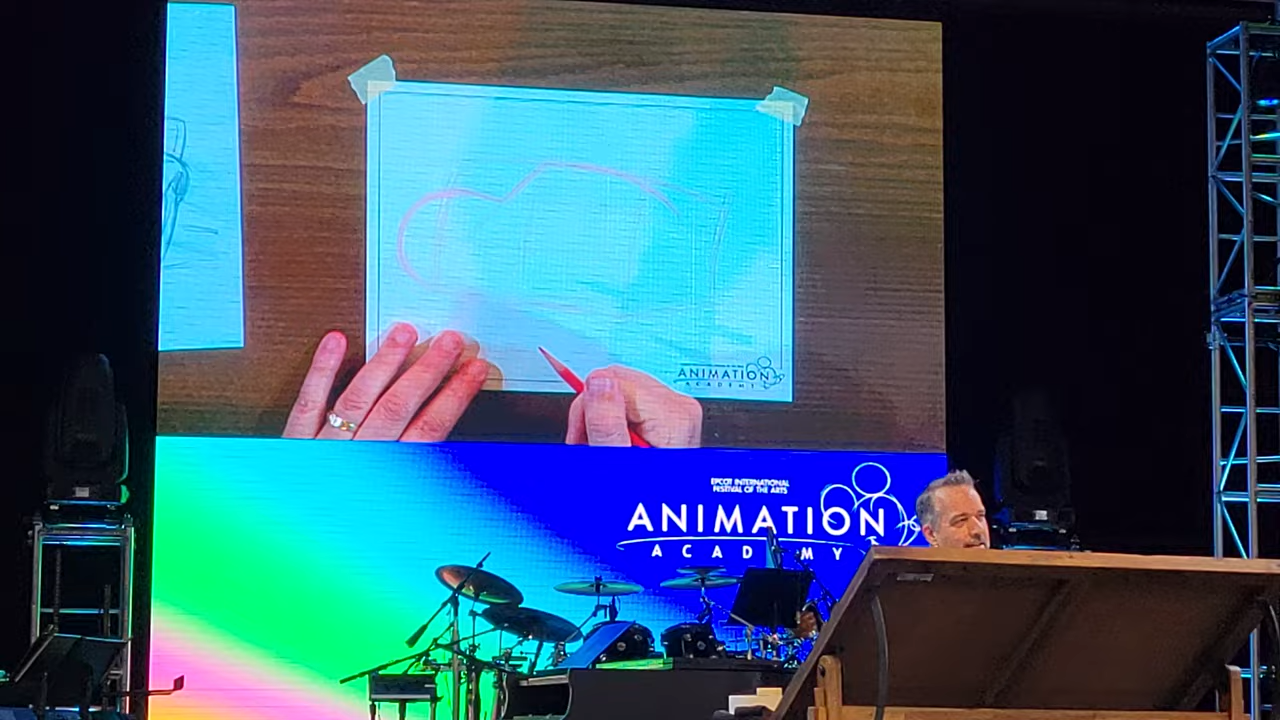 ANIMATION
ACADEMY
EPCOT INTERNATIONAL
FESTIVAL OF THE ARTS
ANIMATION
ACADEMY